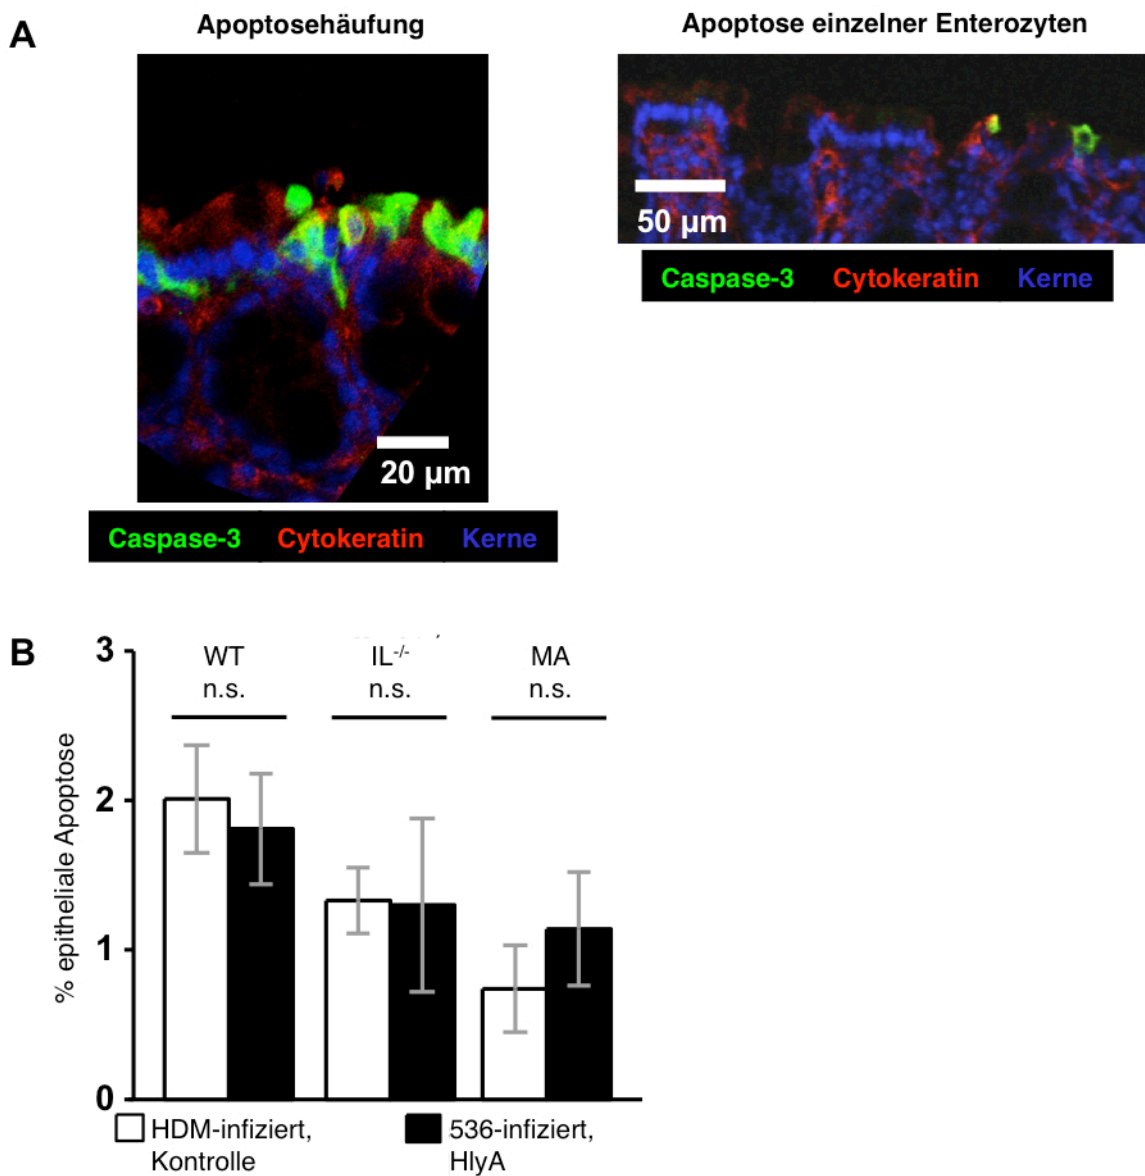 A
Apoptosehäufung
20 µm
Caspase-3 Cytokeratin Kerne
Apoptose einzelner Enterozyten
50 µm
Caspase-3 Cytokeratin Kerne
B
% epitheliale Apoptose
3
2
1
0
WT
n.s.
IL-/-
n.s.
MA
n.s.
HDM-infiziert,
Kontrolle
536-infiziert,
HlyA